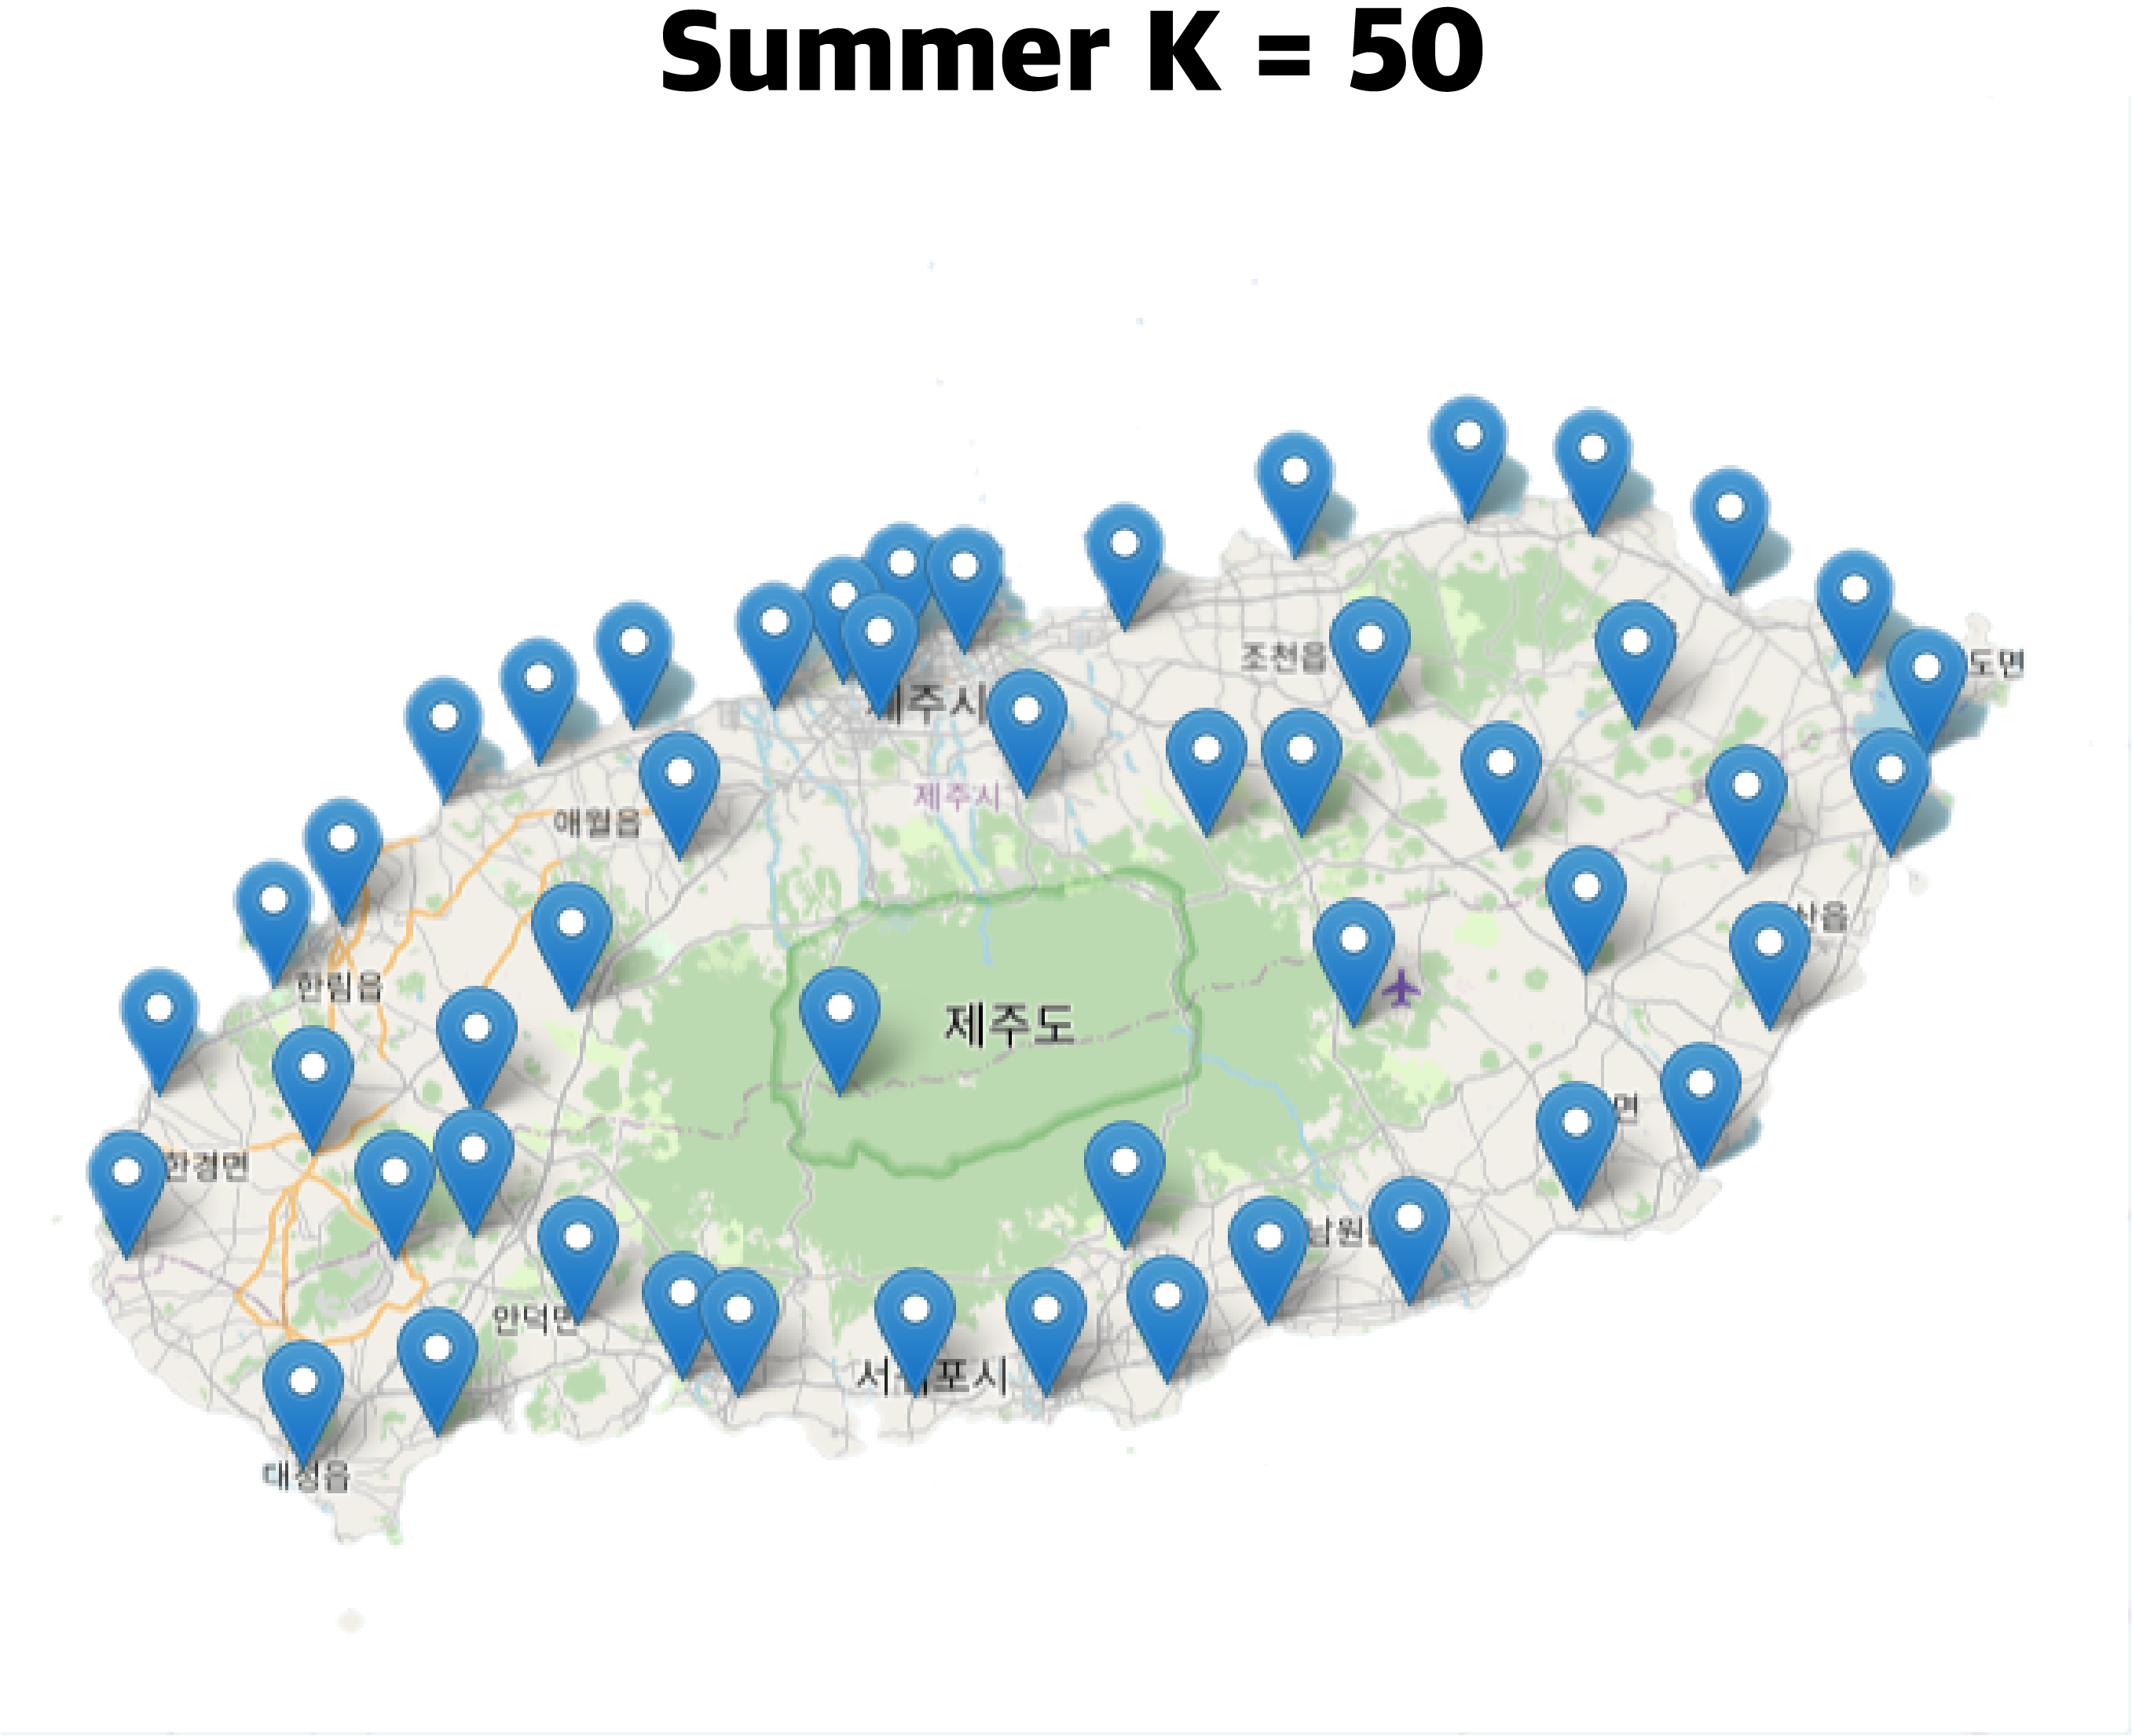 Summer K = 50
조천읍
도면
제주시
제주시
애월읍
산읍
한림읍
제주도
면
한경면
남원
안덕면
서귀포시
대정읍